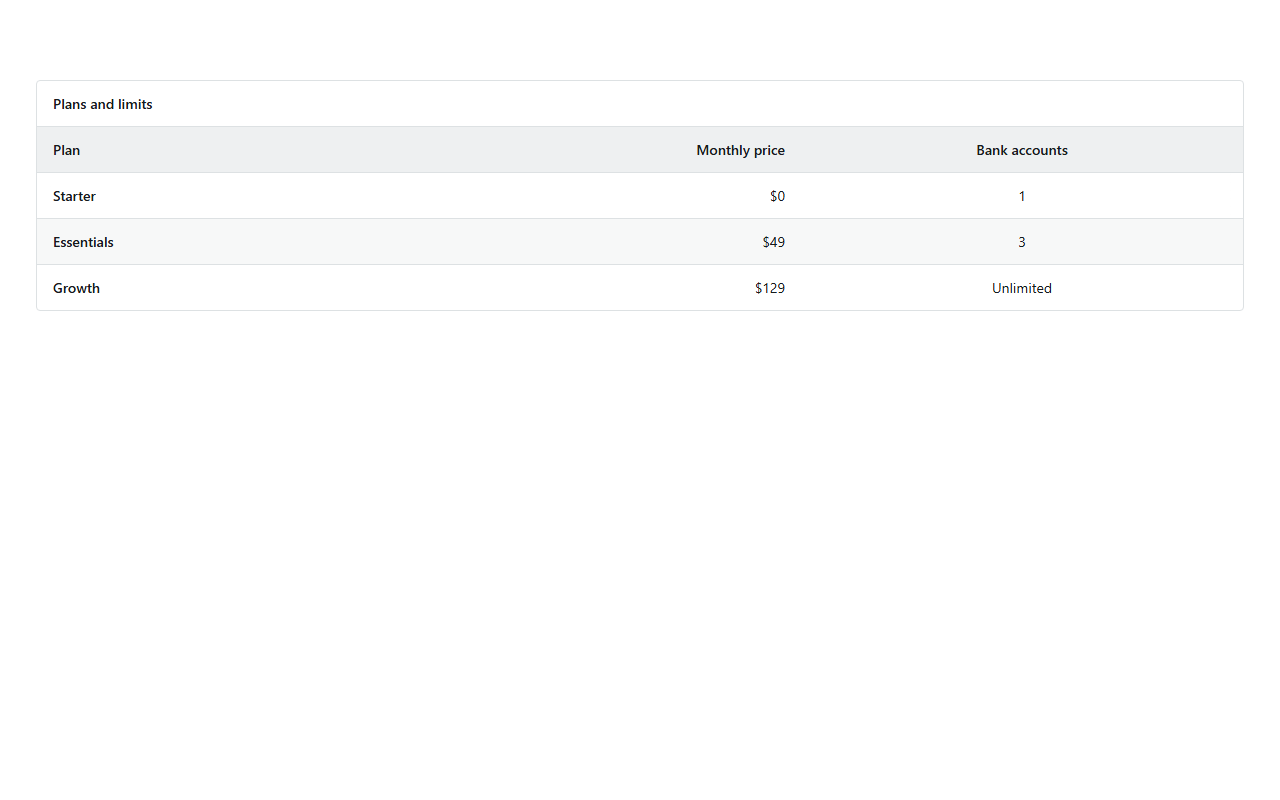 Plans and limits
Plan Monthly price Bank accounts
Starter $0 1
Essentials $49 3
Growth $129 Unlimited